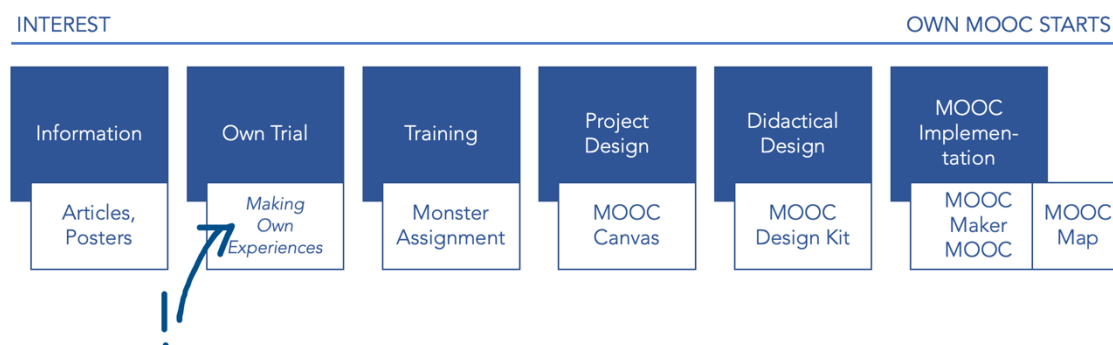 INTEREST
OWN MOOC STARTS
Information
Own Trial
Training
Project
Design
Didactical
Design
MOOC
Implemen-
tation
Articles,
Posters
Making
Own
Experiences
Monster
Assignment
MOOC
Canvas
MOOC
Design Kit
MOOC
Maker
MOOC
MOOC
Map